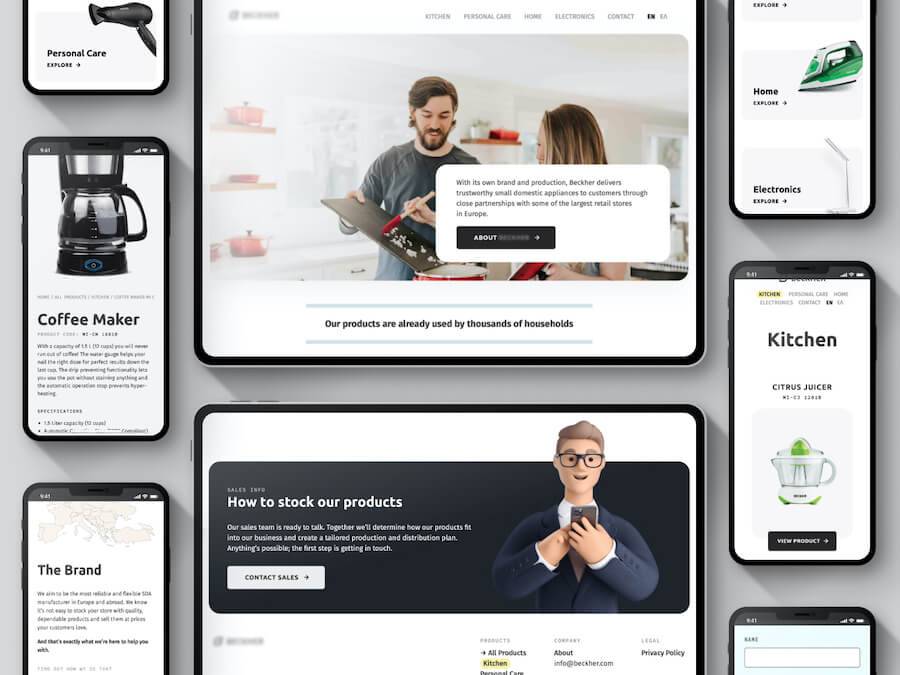 Personal Care
EXPLORE →
9:41
HOME / ALL PRODUCTS / KITCHEN / COFFEE MAKER MI-C
Coffee Maker
PRODUCT CODE: MI-CM 1801B
With a capacity of 1.5 L (12 cups) you will never
run out of coffee! The water gauge helps your
nail the right dose for perfect results down the
last cup. The drip preventing functionality lets
you use the pot without staining anything and
the automatic operation stop prevents hyper-
heating.
SPECIFICATIONS
• 1.5 Liter capacity (12 cups)
9:41
The Brand
We aim to be the most reliable and flexible SDA
manufacturer in Europe and abroad. We know
it's not easy to stock your store with quality,
dependable products and sell them at prices
your customers love.
And that's exactly what we're here to help you
with.
FIND OUT HOW WE DO THAT
BECKHER
KITCHEN PERSONAL CARE HOME ELECTRONICS CONTACT EN ΕΛ
With its own brand and production, Beckher delivers
trustworthy small domestic appliances to customers through
close partnerships with some of the largest retail stores
in Europe.
ABOUT BECKHER →
Our products are already used by thousands of households
SALES INFO
How to stock our products
Our sales team is ready to talk. Together we'll determine how our products fit
into our business and create a tailored production and distribution plan.
Anything's possible; the first step is getting in touch.
CONTACT SALES →
BECKHER
PRODUCTS
→ All Products
Kitchen
Personal Care
COMPANY
About
info@beckher.com
LEGAL
Privacy Policy
EXPLORE →
Home
EXPLORE →
Electronics
EXPLORE →
9:41
BECKHER
KITCHEN PERSONAL CARE HOME
ELECTRONICS CONTACT EN ΕΛ
Kitchen
CITRUS JUICER
MI-CJ 1201B
BECKHER
VIEW PRODUCT →
9:41
NAME